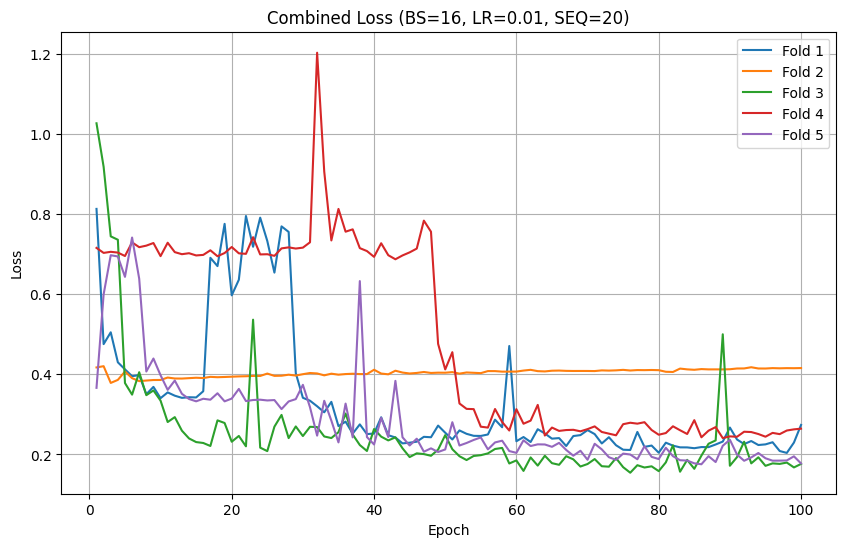 Combined Loss (BS=16, LR=0.01, SEQ=20)
Fold 1
Fold 2
Fold 3
Fold 4
Fold 5
Loss
1.2
1.0
0.8
0.6
0.4
0.2
0 20 40 60 80 100
Epoch